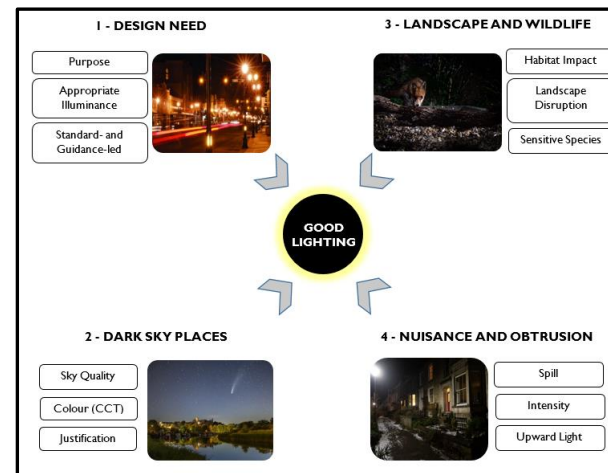 1 - DESIGN NEED
Purpose
Appropriate
Illuminance
Standard- and
Guidance-led
3 - LANDSCAPE AND WILDLIFE
Habitat Impact
Landscape
Disruption
Sensitive Species
GOOD
LIGHTING
2 - DARK SKY PLACES
Sky Quality
Colour (CCT)
Justification
4 - NUISANCE AND OBTRUSION
Spill
Intensity
Upward Light